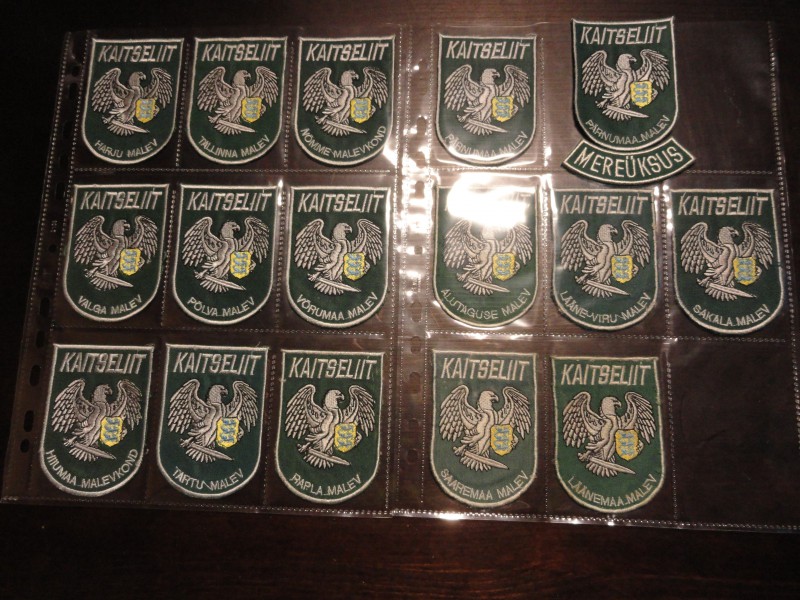 KAITSELIIT
HARJU MALEV
KAITSELIIT
TALLINNA MALEV
KAITSELIIT
NÕMME MALEVKOND
KAITSELIIT
PÄRNUMAA MALEV
KAITSELIIT
PÄRNUMAA MALEV
MEREÜKSUS
KAITSELIIT
VALGA MALEV
KAITSELIIT
PÕLVA MALEV
KAITSELIIT
VÕRUMAA MALEV
KAITSELIIT
ALUTAGUSE MALEV
KAITSELIIT
LÄÄNE-VIRU MALEV
KAITSELIIT
SAKALA MALEV
KAITSELIIT
HIIUMAA MALEVKOND
KAITSELIIT
TARTU MALEV
KAITSELIIT
RAPLA MALEV
KAITSELIIT
SAAREMAA MALEV
KAITSELIIT
LÄÄNEMAA MALEV